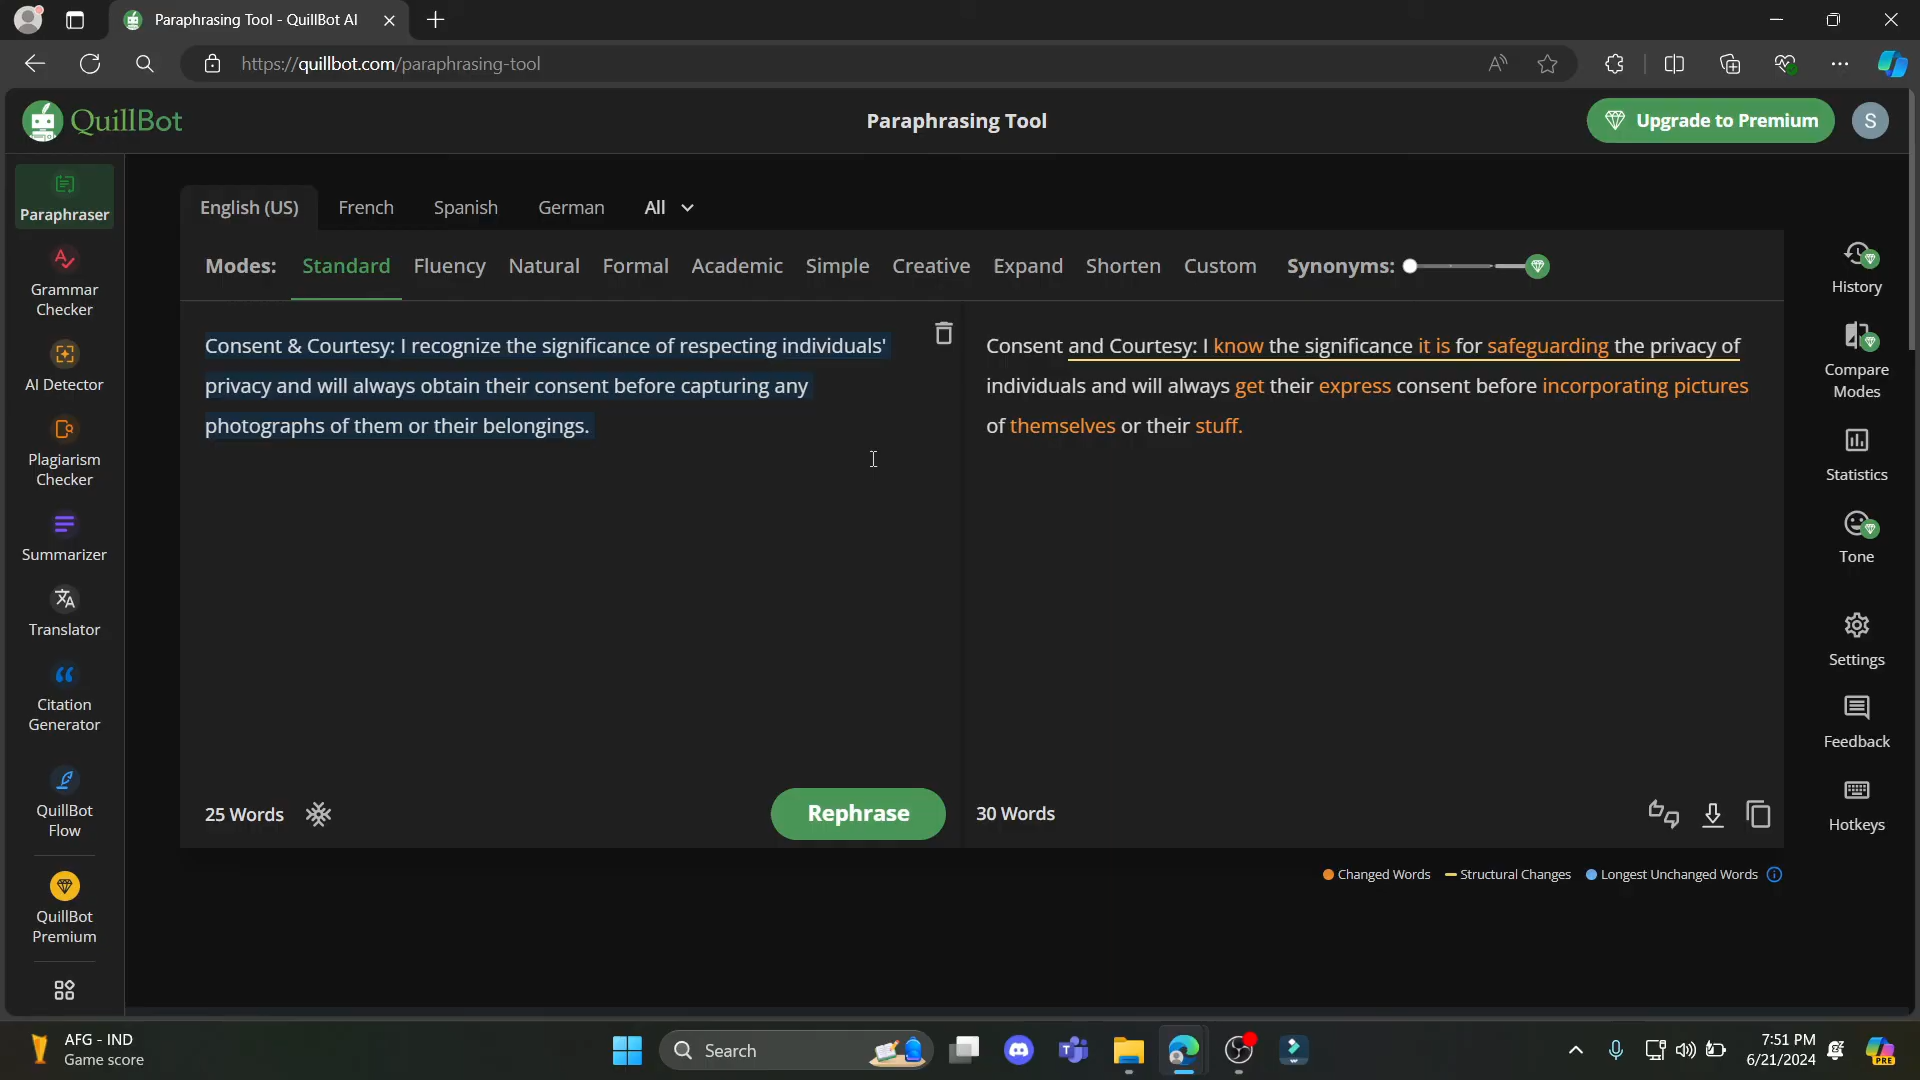 Paraphrasing Tool - QuillBot AI
https://quillbot.com/paraphrasing-tool
QuillBot
Paraphrasing Tool
Upgrade to Premium
S
Paraphraser
Grammar
Checker
AI Detector
Plagiarism
Checker
Summarizer
Translator
Citation
Generator
QuillBot
Flow
QuillBot
Premium
English (US) French Spanish German All
Modes: Standard Fluency Natural Formal Academic Simple Creative Expand Shorten Custom Synonyms:
Consent & Courtesy: I recognize the significance of respecting individuals'
privacy and will always obtain their consent before capturing any
photographs of them or their belongings.
25 Words
Rephrase
Consent and Courtesy: I know the significance it is for safeguarding the privacy of
individuals and will always get their express consent before incorporating pictures
of themselves or their stuff.
30 Words
Changed Words Structural Changes Longest Unchanged Words
History
Compare
Modes
Statistics
Tone
Settings
Feedback
Hotkeys
AFG - IND
Game score
Search
7:51 PM
6/21/2024
PRE